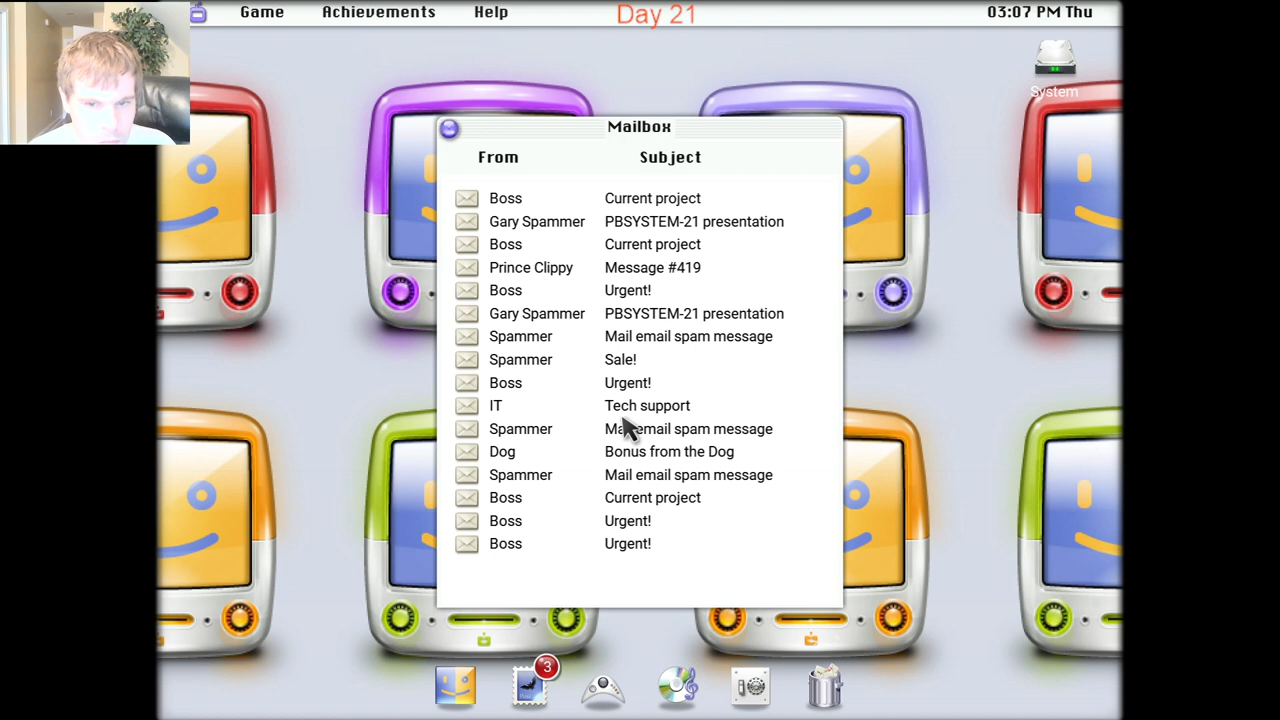 Game Achievements Help Day 21 03:07 PM Thu
System
Mailbox
From Subject
Boss Current project
Gary Spammer PBSYSTEM-21 presentation
Boss Current project
Prince Clippy Message #419
Boss Urgent!
Gary Spammer PBSYSTEM-21 presentation
Spammer Mail email spam message
Spammer Sale!
Boss Urgent!
IT Tech support
Spammer Mail email spam message
Dog Bonus from the Dog
Spammer Mail email spam message
Boss Current project
Boss Urgent!
Boss Urgent!
3